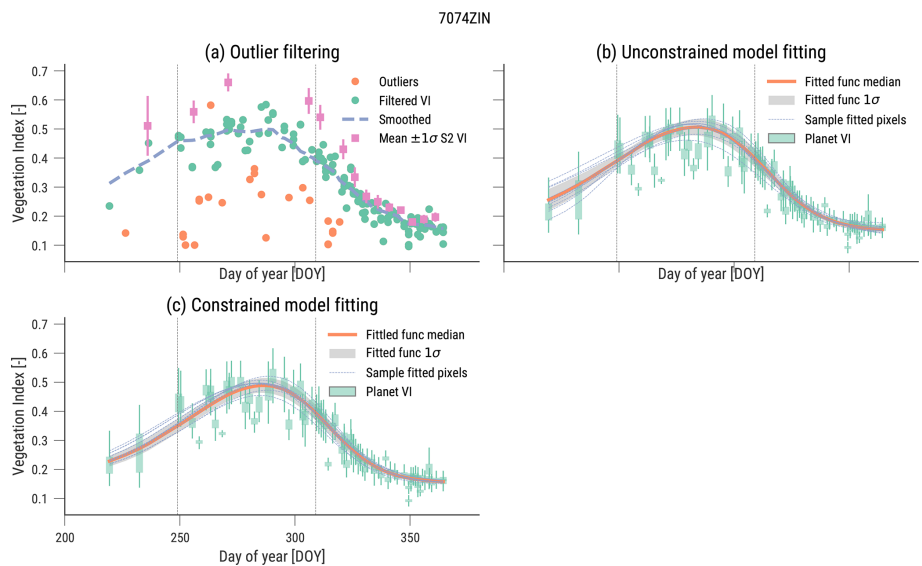 7074ZIN
(a) Outlier filtering
Vegetation Index [-]
0.7
0.6
0.5
0.4
0.3
0.2
0.1
Outliers
Filtered VI
Smoothed
Mean ±1σ S2 VI
Day of year [DOY]
(b) Unconstrained model fitting
Fitted func median
Fitted func 1σ
Sample fitted pixels
Planet VI
Day of year [DOY]
(c) Constrained model fitting
Vegetation Index [-]
0.7
0.6
0.5
0.4
0.3
0.2
0.1
Fittled func median
Fitted func 1σ
Sample fitted pixels
Planet VI
200 250 300 350
Day of year [DOY]